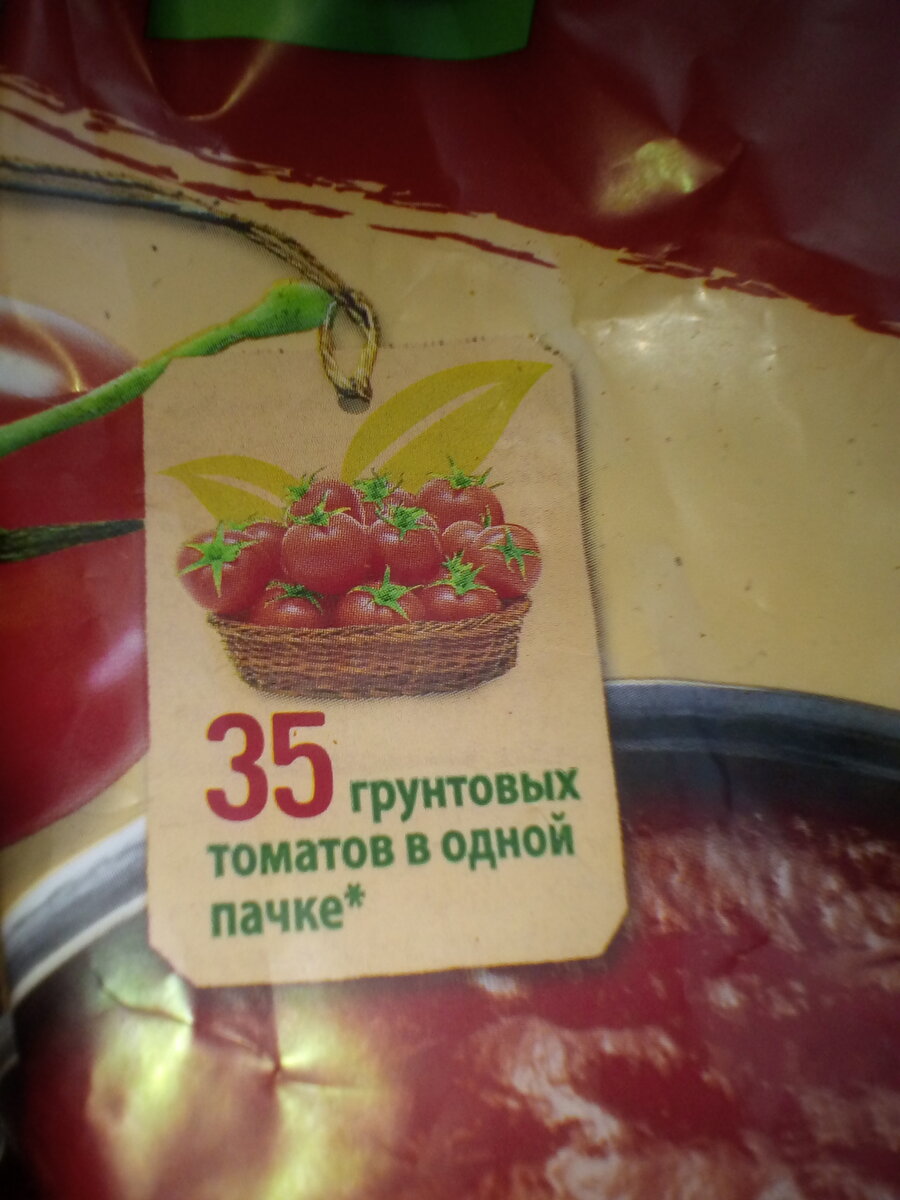 35 грунтовых
томатов в одной
пачке*